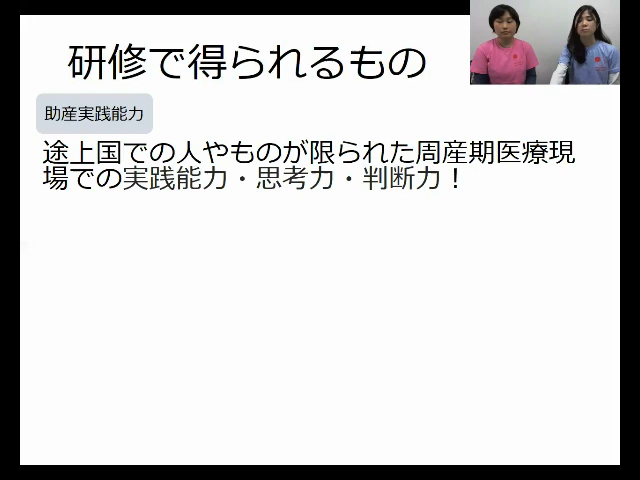 研修で得られるもの
助産実践能力
途上国での人やものが限られた周産期医療現
場での実践能力・思考力・判断力！